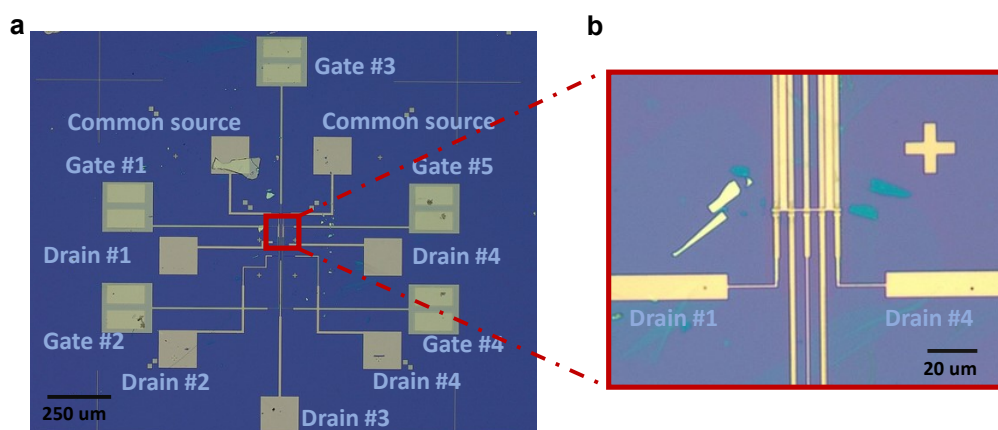 a
b
Gate #3
Common source
Common source
Gate #1
Gate #5
Drain #1
Drain #4
Gate #2
Gate #4
Drain #2
Drain #4
250 um
Drain #3
Drain #1
Drain #4
20 um